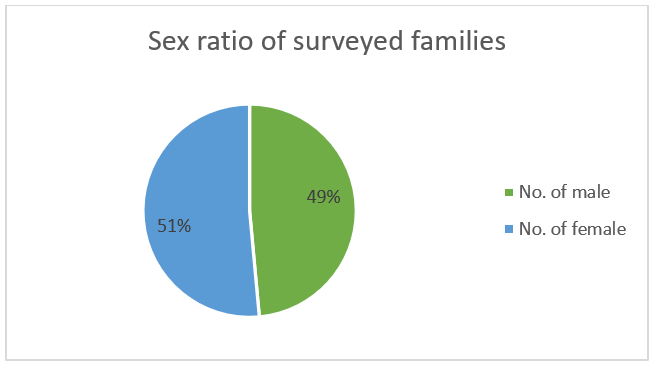 Sex ratio of surveyed families
49%
51%
No. of male
No. of female